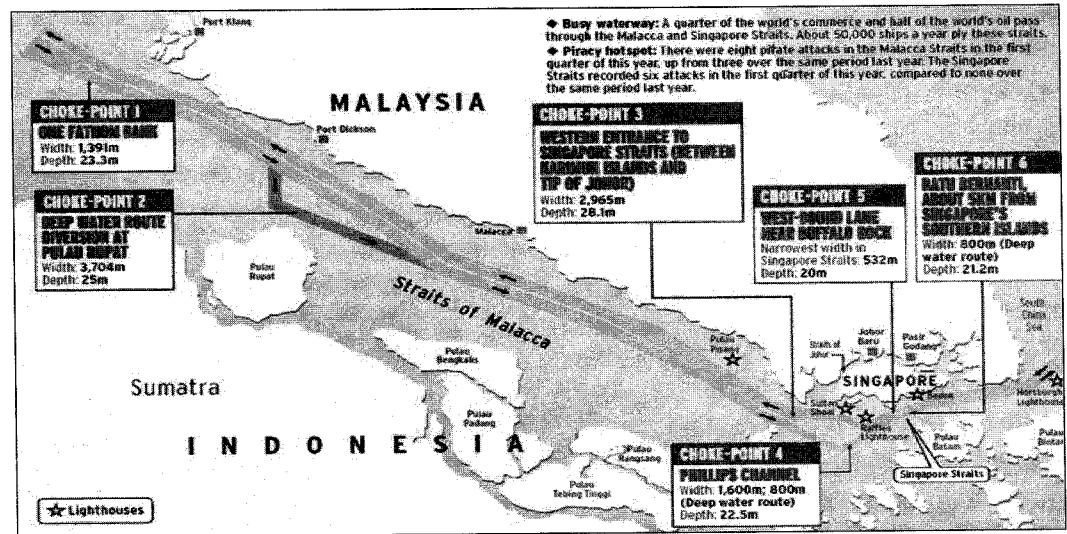 Port Klang
◆ Busy waterway: A quarter of the world's commerce and half of the world's oil pass
through the Malacca and Singapore Straits. About 50,000 ships a year ply these straits.
◆ Piracy hotspot: There were eight pirate attacks in the Malacca Straits in the first
quarter of this year, up from three over the same period last year. The Singapore
Straits recorded six attacks in the first quarter of this year, compared to none over
the same period last year.
MALAYSIA
CHOKE-POINT 1
ONE FATHOM BANK
Width: 1,391m
Depth: 23.3m
Port Dickson
CHOKE-POINT 2
DEEP WATER ROUTE
DIVERSION AT
PULAU RUPAT
Width: 3,704m
Depth: 25m
CHOKE-POINT 3
WESTERN ENTRANCE TO
SINGAPORE STRAITS (BETWEEN
KARIMUN ISLANDS AND
TIP OF JOHOR)
Width: 2,965m
Depth: 28.1m
CHOKE-POINT 5
WEST-BOUND LANE
NEAR BUFFALO ROCK
Narrowest width in
Singapore Straits: 532m
Depth: 20m
CHOKE-POINT 6
BATU BERHANTI,
ABOUT 5KM FROM
SINGAPORE'S
SOUTHERN ISLANDS
Width: 800m (Deep
water route)
Depth: 21.2m
Malacca
Pulau
Rupat
Straits of Malacca
Pulau
Bengkalis
Sumatra
Pulau
Padang
INDONESIA
Pulau
Rangsang
Pulau
Tebing Tinggi
Pulau
Pisang
Straits of
Johor
Johor
Baru
Pasir
Gudang
South
China
Sea
SINGAPORE
Sultan
Shoal
Raffles
Lighthouse
Bedok
Horsburgh
Lighthouse
Pulau
Batam
Pulau
Bintan
Singapore Straits
CHOKE-POINT 4
PHILLIPS CHANNEL
Width: 1,600m; 800m
(Deep water route)
Depth: 22.5m
☆ Lighthouses